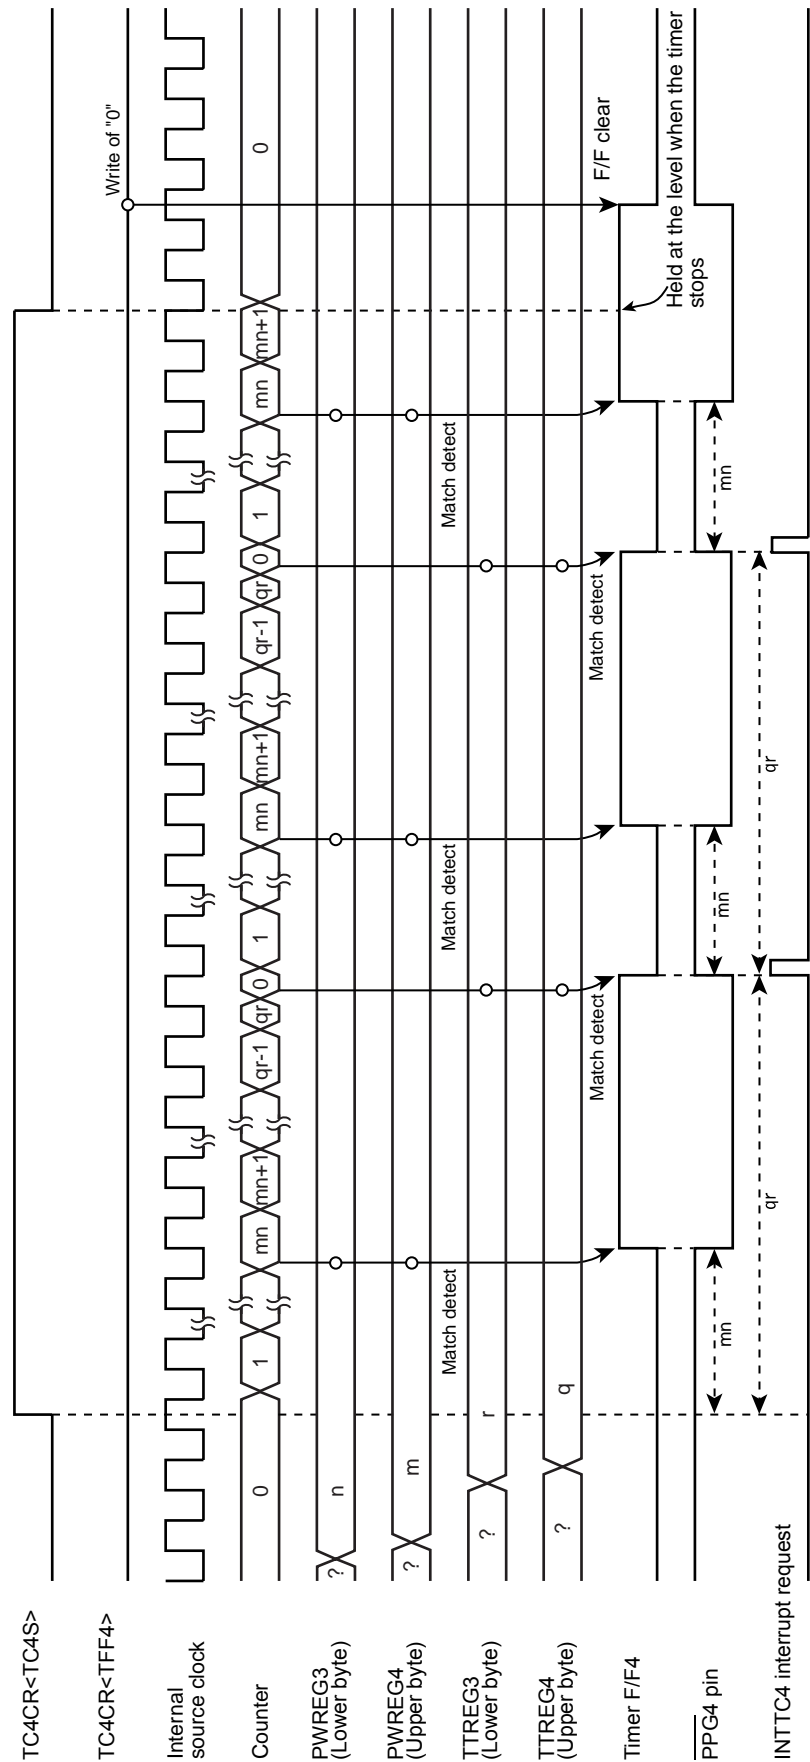 TC4CR<TC4S>
TC4CR<TFF4>
Write of "0"
Internal
source clock
Counter
0
1
mn
mn+1
qr-1
qr
0
1
mn
mn+1
qr-1
qr
0
1
mn
mn+1
0
PWREG3
(Lower byte)
?
n
PWREG4
(Upper byte)
?
m
Match detect
Match detect
Match detect
TTREG3
(Lower byte)
?
r
TTREG4
(Upper byte)
?
q
Match detect
Match detect
F/F clear
Timer F/F4
Held at the level when the timer
stops
PPG4 pin
mn
mn
mn
qr
qr
INTTC4 interrupt request